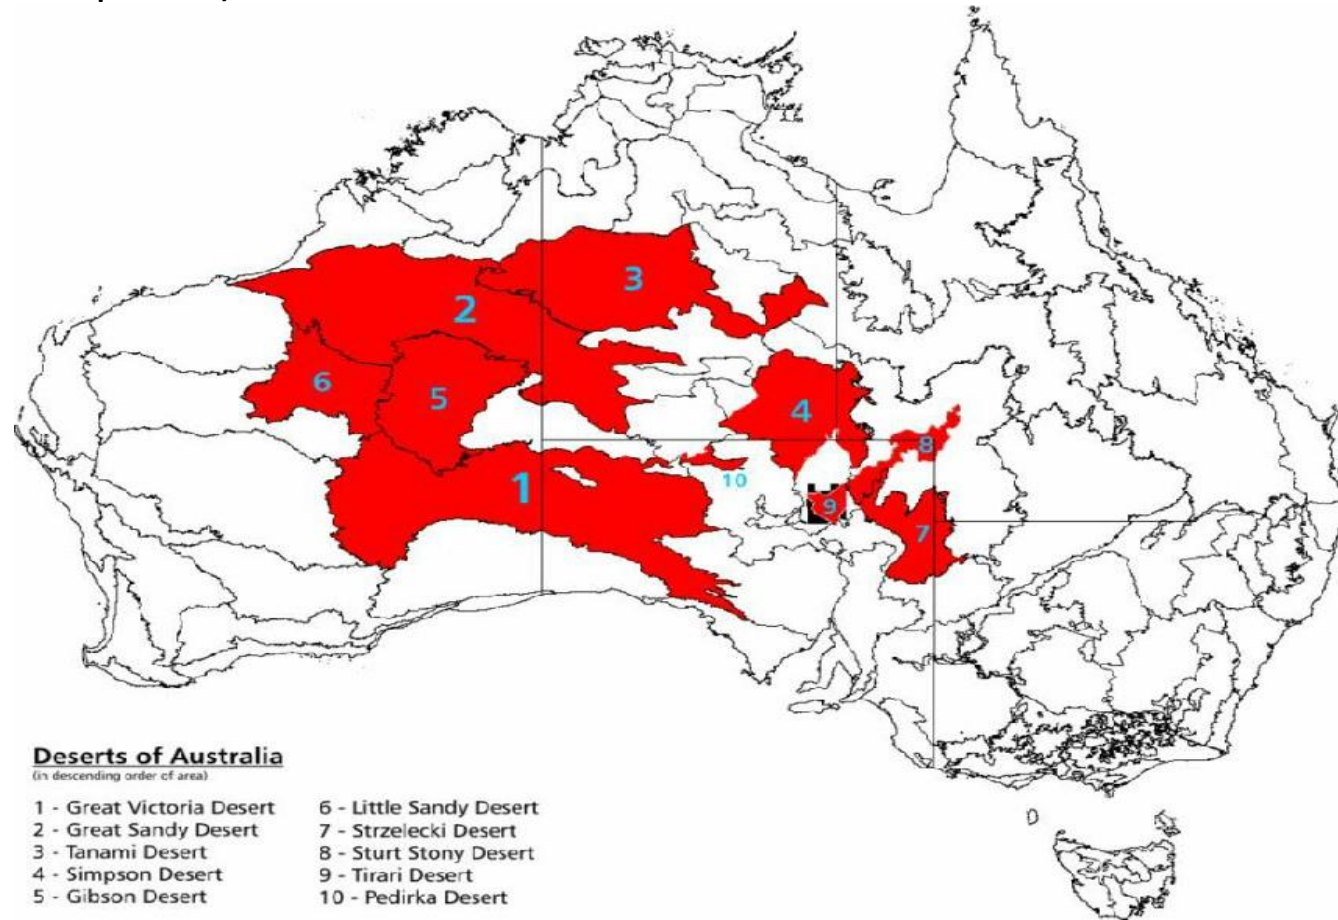 2
3
6
5
4
8
1
10
9
7
Deserts of Australia
(in descending order of area)
1 - Great Victoria Desert
2 - Great Sandy Desert
3 - Tanami Desert
4 - Simpson Desert
5 - Gibson Desert
6 - Little Sandy Desert
7 - Strzelecki Desert
8 - Sturt Stony Desert
9 - Tirari Desert
10 - Pedirka Desert